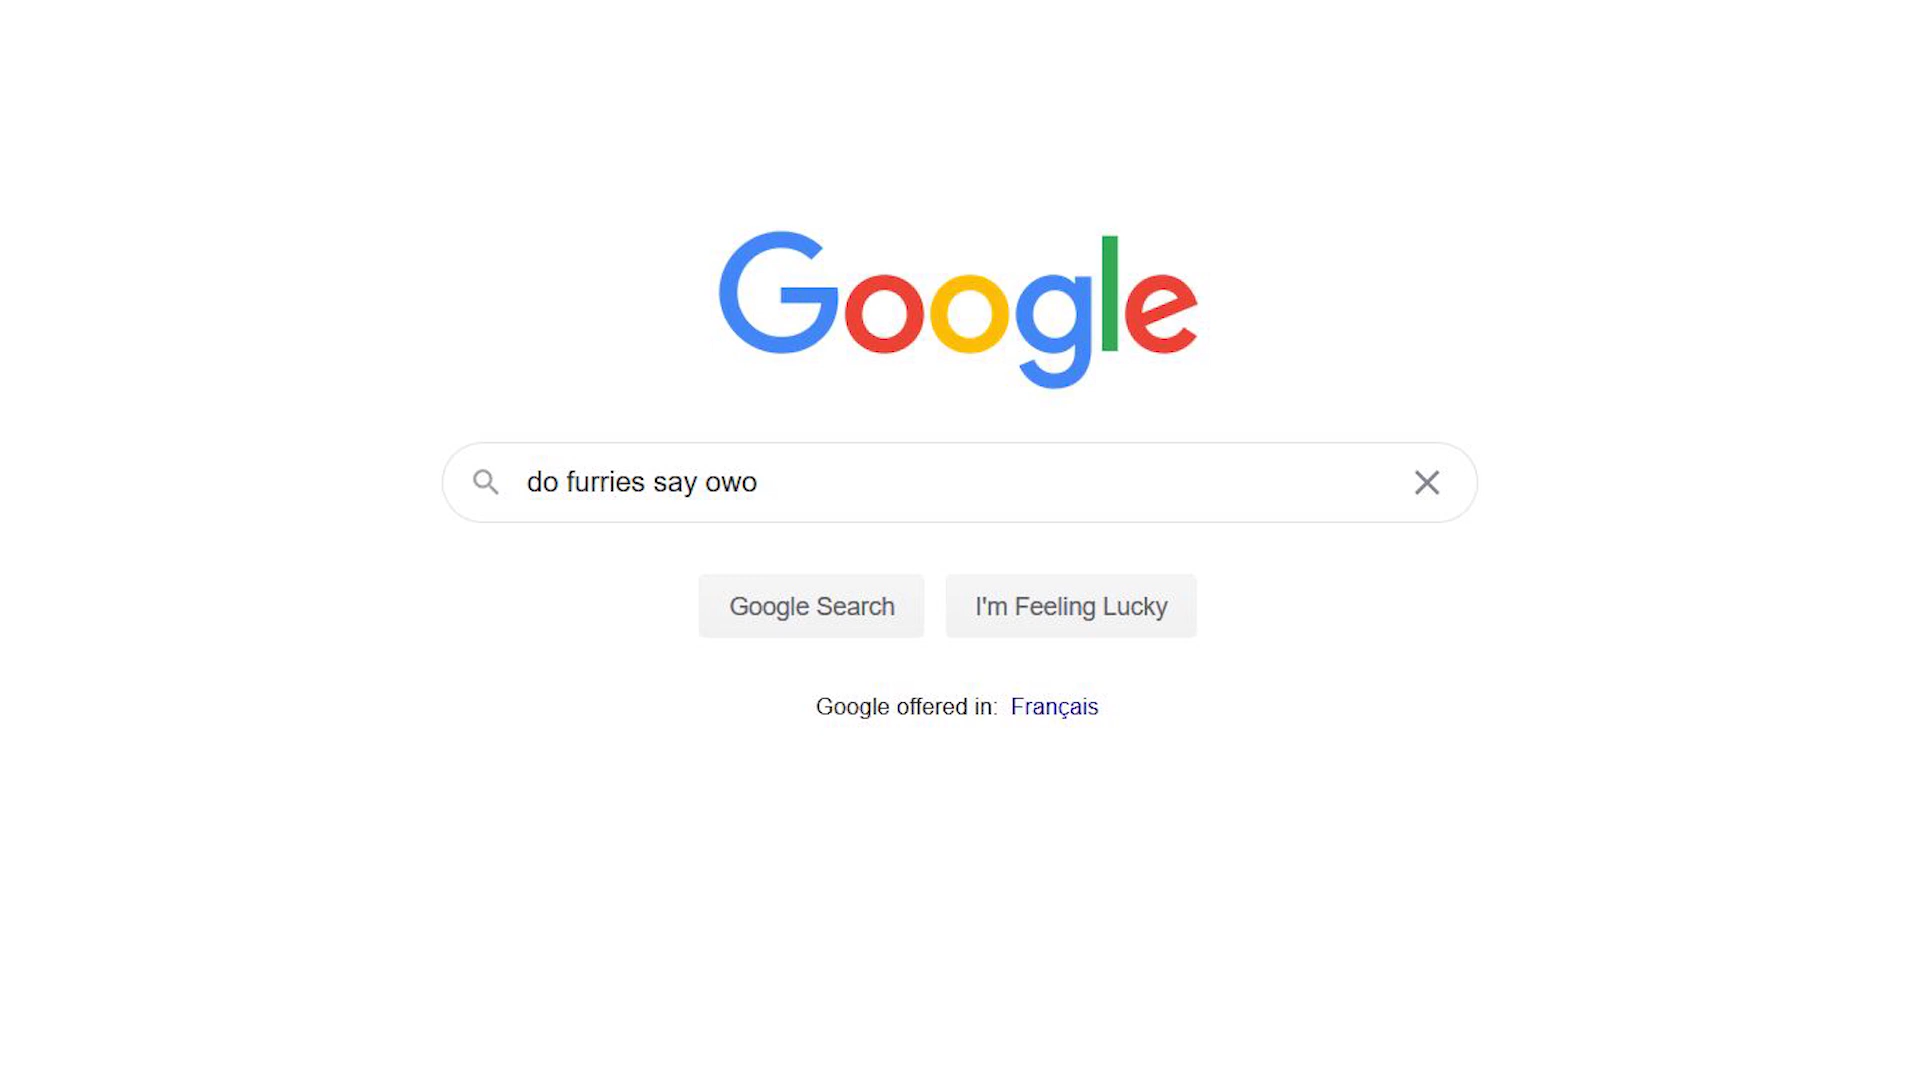 Google
do furries say owo
Google Search
I'm Feeling Lucky
Google offered in: Français